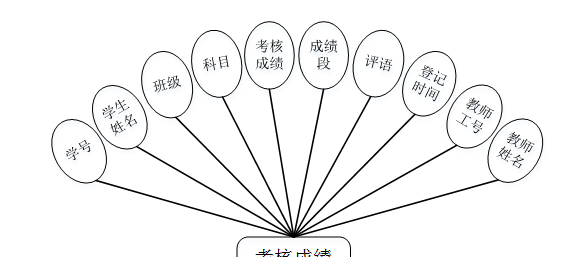 学号
学生
姓名
班级
科目
考核
成绩
成绩
段
评语
登记
时间
教师
工号
教师
姓名
考核成绩